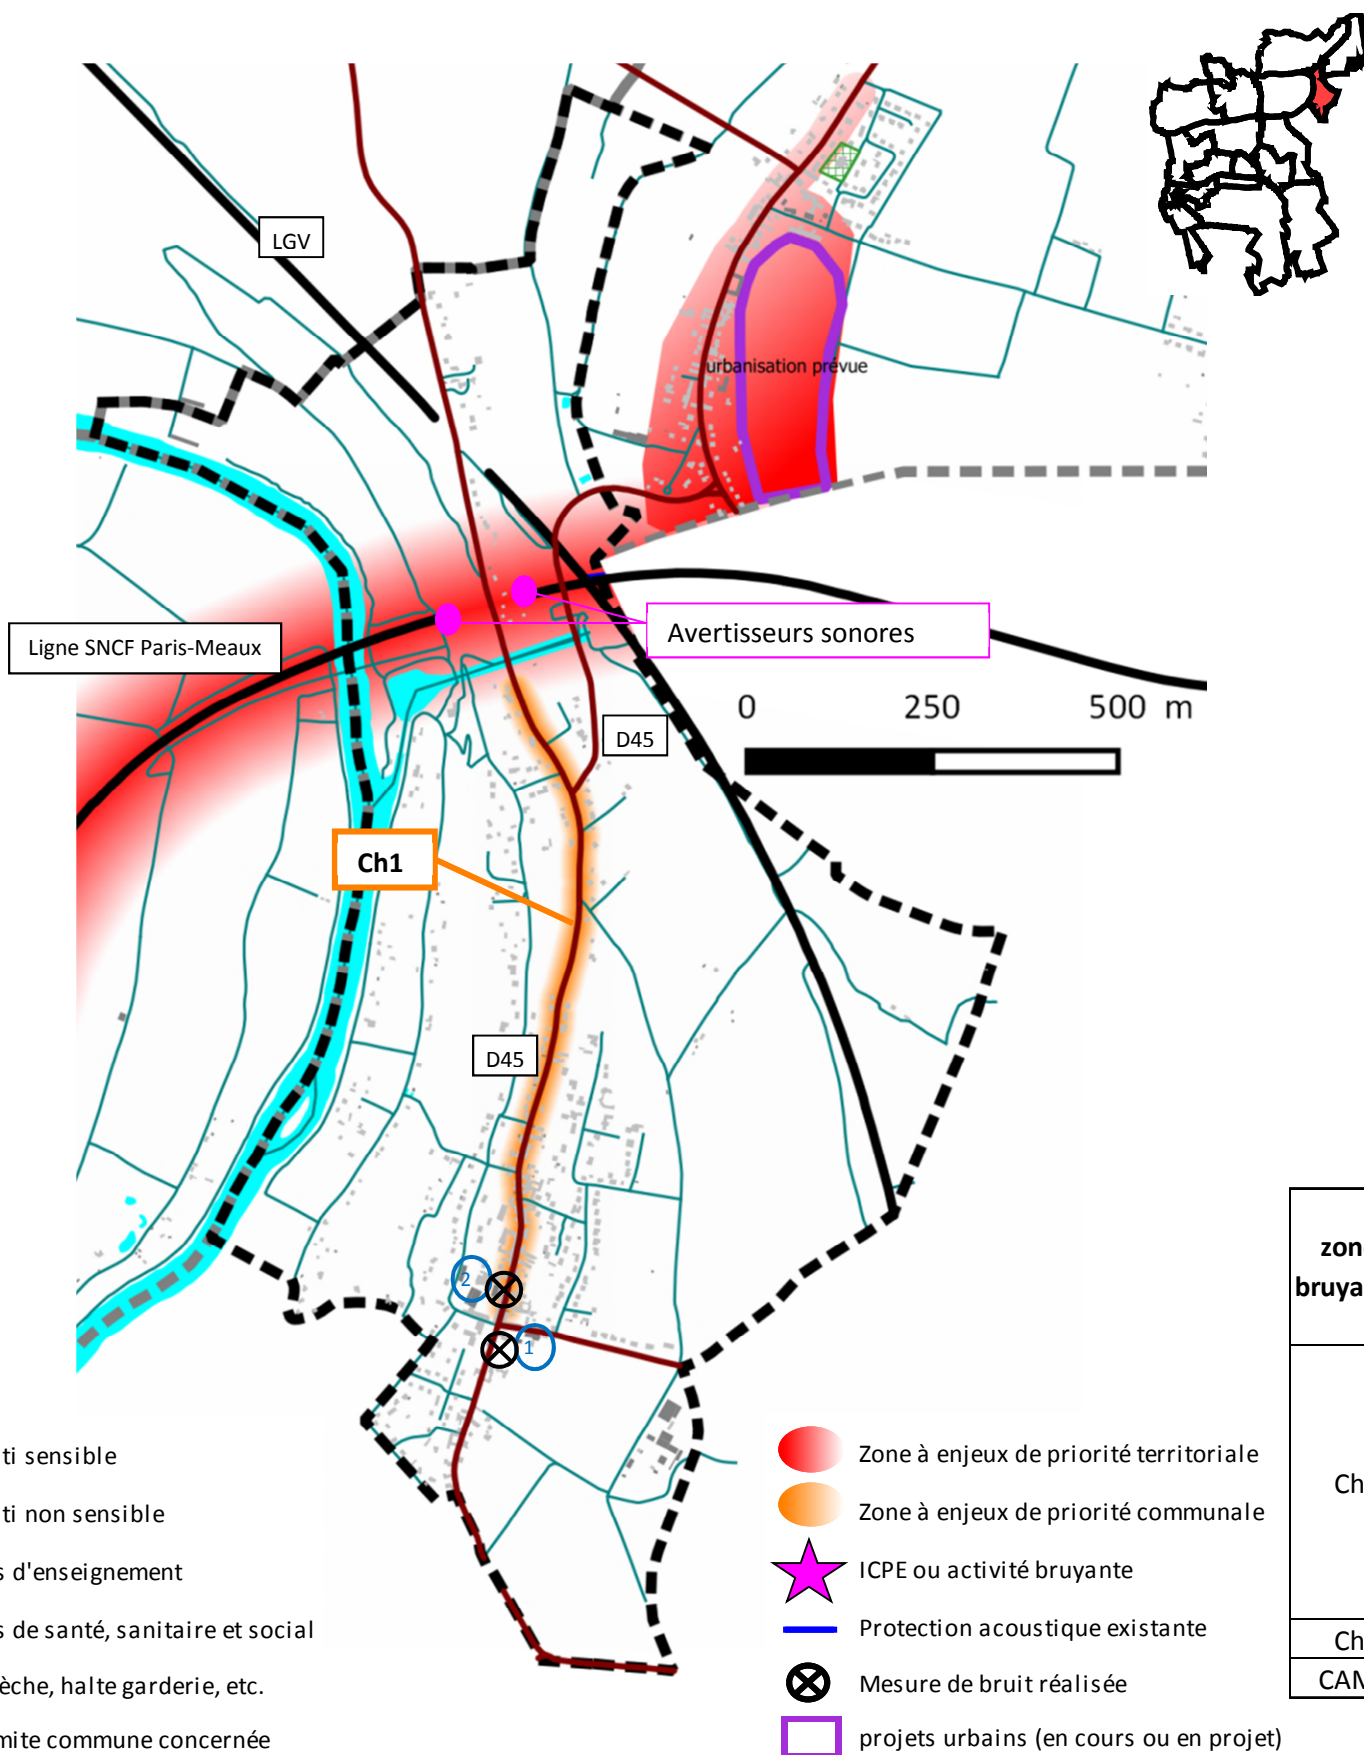 LGV
urbanisation prévue
Avertisseurs sonores
Ligne SNCF Paris-Meaux
0 250 500 m
D45
Ch1
D45
2
1
zon
bruya
Ch
Ch
CAM
ti sensible
ti non sensible
s d'enseignement
s de santé, sanitaire et social
èche, halte garderie, etc.
mite commune concernée
Zone à enjeux de priorité territoriale
Zone à enjeux de priorité communale
ICPE ou activité bruyante
Protection acoustique existante
Mesure de bruit réalisée
projets urbains (en cours ou en projet)